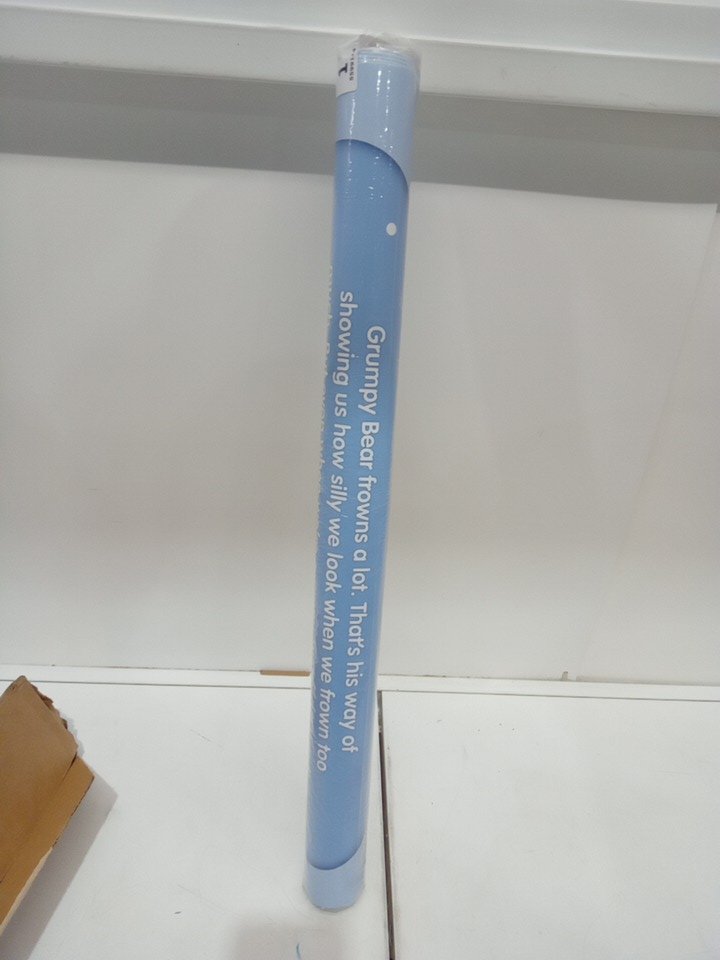 Grumpy Bear frowns a lot. That's his way of
showing us how silly we look when we frown too